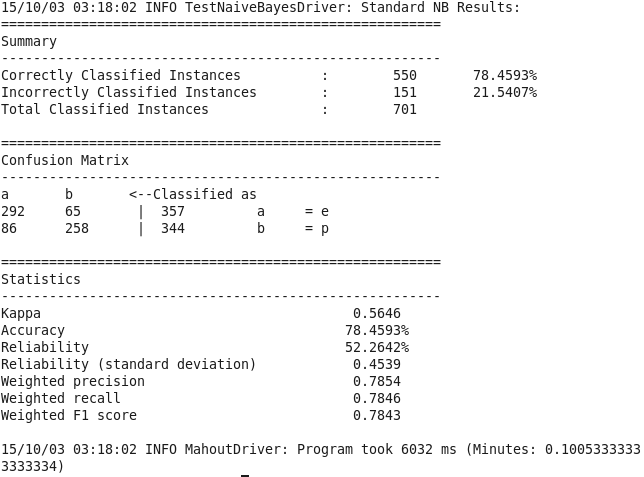 15/10/03 03:18:02 INFO TestNaiveBayesDriver: Standard NB Results:
=======================================================
Summary
-------------------------------------------------------
Correctly Classified Instances          :        550       78.4593%
Incorrectly Classified Instances        :        151       21.5407%
Total Classified Instances              :        701

=======================================================
Confusion Matrix
-------------------------------------------------------
a       b       <--Classified as
292     65       |  357         a     = e
86      258      |  344         b     = p

=======================================================
Statistics
-------------------------------------------------------
Kappa                                       0.5646
Accuracy                                   78.4593%
Reliability                                52.2642%
Reliability (standard deviation)            0.4539
Weighted precision                          0.7854
Weighted recall                             0.7846
Weighted F1 score                           0.7843

15/10/03 03:18:02 INFO MahoutDriver: Program took 6032 ms (Minutes: 0.1005333333
3333334)